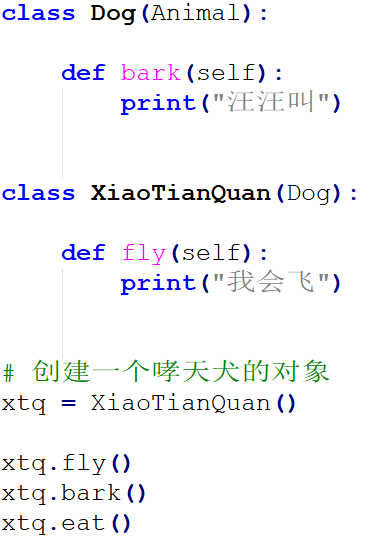 class Dog(Animal):
    def bark(self):
        print("汪汪叫")
class XiaoTianQuan(Dog):
    def fly(self):
        print("我会飞")
# 创建一个哮天犬的对象
xtq = XiaoTianQuan()
xtq.fly()
xtq.bark()
xtq.eat()